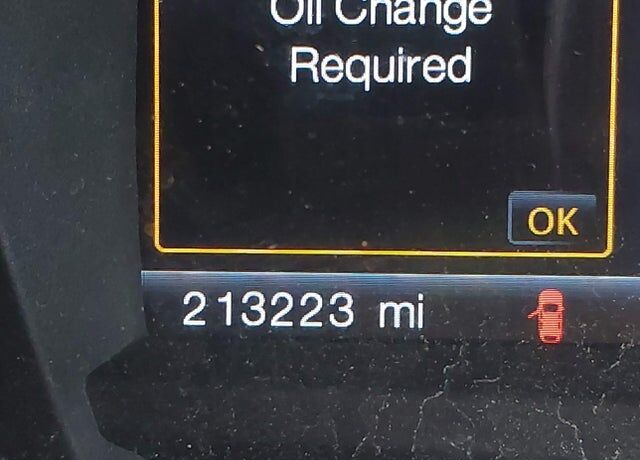 Oil Change
Required
OK
213223 mi